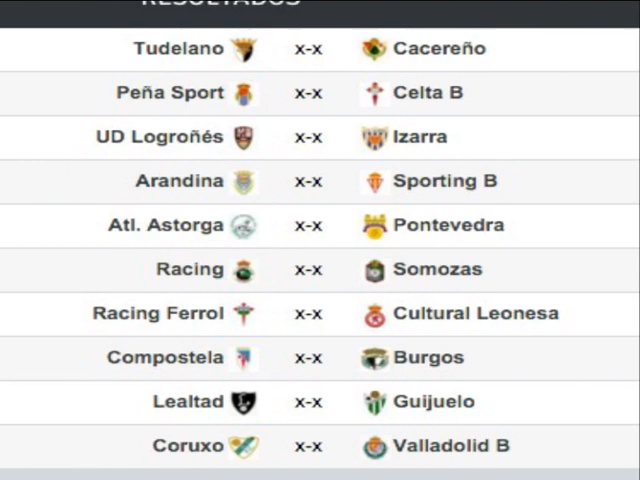 RESULTADOS
Tudelano x-x Cacereño
Peña Sport x-x Celta B
UD Logroñés x-x Izarra
Arandina x-x Sporting B
Atl. Astorga x-x Pontevedra
Racing x-x Somozas
Racing Ferrol x-x Cultural Leonesa
Compostela x-x Burgos
Lealtad x-x Guijuelo
Coruxo x-x Valladolid B